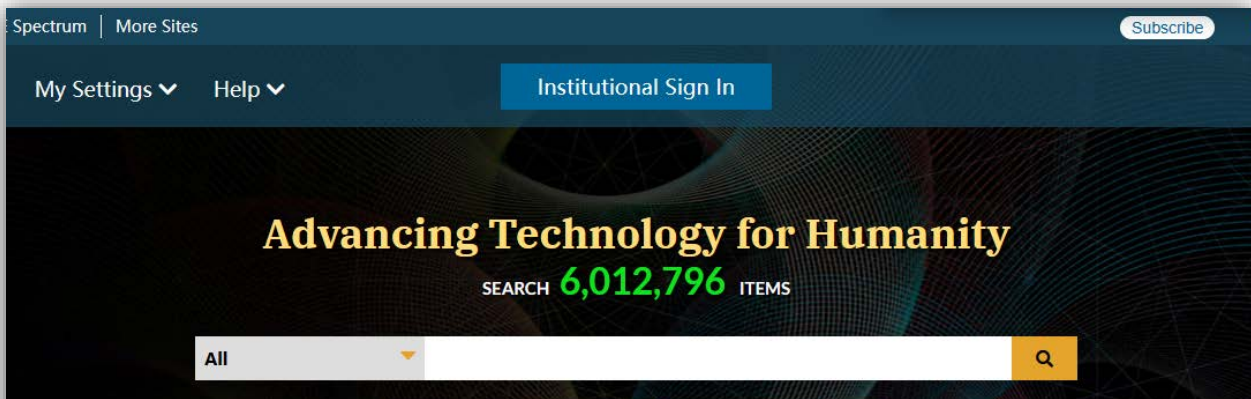 Spectrum | More Sites Subscribe
My Settings Help Institutional Sign In
Advancing Technology for Humanity
SEARCH 6,012,796 ITEMS
All